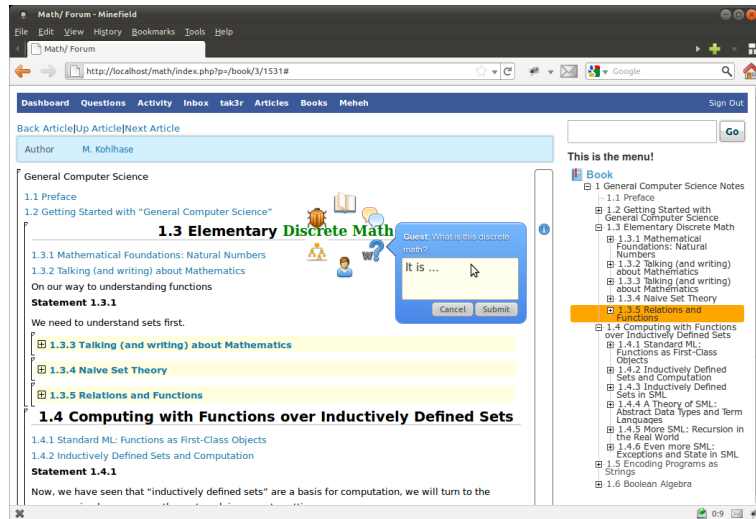 Math/ Forum - Minefield
File Edit View History Bookmarks Tools Help
Math/ Forum
http://localhost/math/index.php?p=/book/3/1531#
Google
Dashboard Questions Activity Inbox tak3r Articles Books Meheh Sign Out
Back Article|Up Article|Next Article
Author M. Kohlhase
General Computer Science
1.1 Preface
1.2 Getting Started with “General Computer Science”
1.3 Elementary Discrete Math
1.3.1 Mathematical Foundations: Natural Numbers
1.3.2 Talking (and writing) about Mathematics
On our way to understanding functions
Statement 1.3.1
We need to understand sets first.
1.3.3 Talking (and writing) about Mathematics
1.3.4 Naive Set Theory
1.3.5 Relations and Functions
1.4 Computing with Functions over Inductively Defined Sets
1.4.1 Standard ML: Functions as First-Class Objects
1.4.2 Inductively Defined Sets and Computation
Statement 1.4.1
Now, we have seen that “inductively defined sets” are a basis for computation, we will turn to the
w?
Guest: What is this discrete
math?
It is ...
Cancel Submit
Go
This is the menu!
Book
1 General Computer Science Notes
1.1 Preface
1.2 Getting Started with
General Computer Science
1.3 Elementary Discrete Math
1.3.1 Mathematical
Foundations: Natural
Numbers
1.3.2 Talking (and writing)
about Mathematics
1.3.3 Talking (and writing)
about Mathematics
1.3.4 Naive Set Theory
1.3.5 Relations and
Functions
1.4 Computing with Functions
over Inductively Defined Sets
1.4.1 Standard ML:
Functions as First-Class
Objects
1.4.2 Inductively Defined
Sets and Computation
1.4.3 Inductively Defined
Sets in SML
1.4.4 A Theory of SML:
Abstract Data Types and Term
Languages
1.4.5 More SML: Recursion in
the Real World
1.4.6 Even more SML:
Exceptions and State in SML
1.5 Encoding Programs as
Strings
1.6 Boolean Algebra
0:9